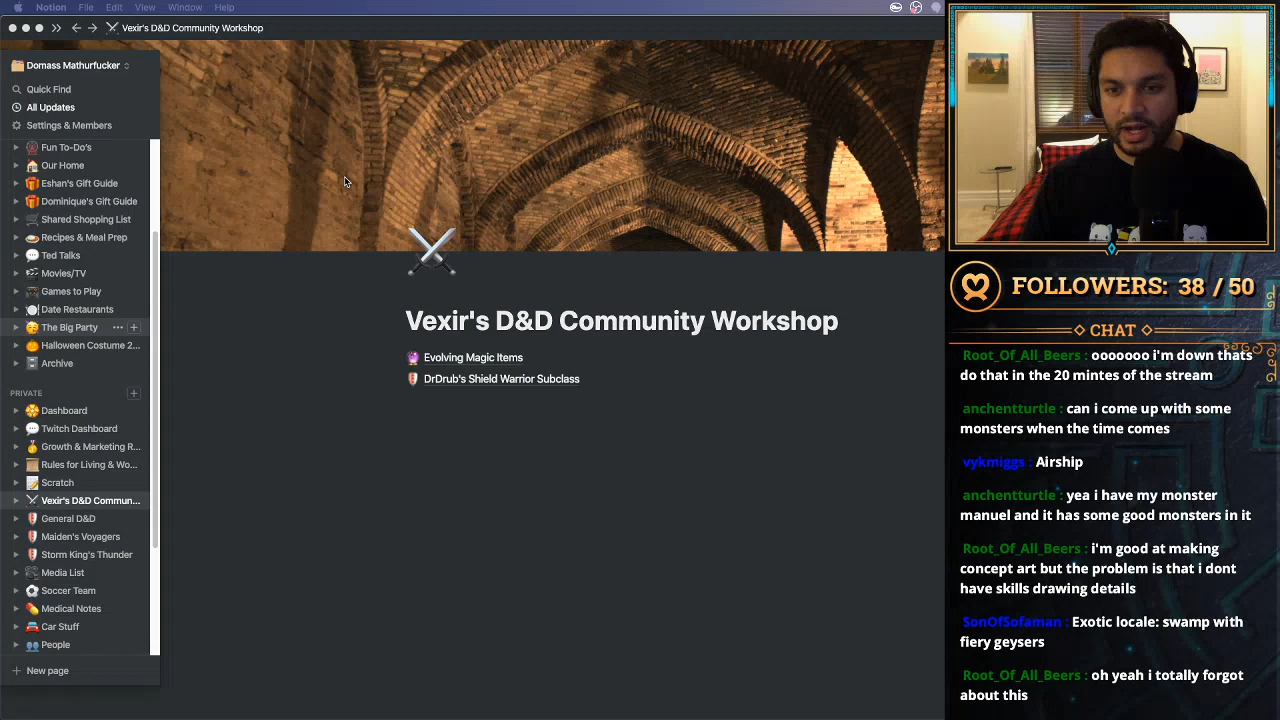 Notion File Edit View Window Help
Vexir's D&D Community Workshop
Domass Mathurfucker
Quick Find
All Updates
Settings & Members
Fun To-Do's
Our Home
Eshan's Gift Guide
Dominique's Gift Guide
Shared Shopping List
Recipes & Meal Prep
Ted Talks
Movies/TV
Games to Play
Date Restaurants
The Big Party
Halloween Costume 2...
Archive
PRIVATE
Dashboard
Twitch Dashboard
Growth & Marketing R...
Rules for Living & Wo...
Scratch
Vexir's D&D Commun...
General D&D
Maiden's Voyagers
Storm King's Thunder
Media List
Soccer Team
Medical Notes
Car Stuff
People
New page
Vexir's D&D Community Workshop
Evolving Magic Items
DrDrub's Shield Warrior Subclass
FOLLOWERS: 38 / 50
CHAT
Root_Of_All_Beers : ooooooo i'm down thats
do that in the 20 mintes of the stream
anchentturtle : can i come up with some
monsters when the time comes
vykmiggs : Airship
anchentturtle : yea i have my monster
manuel and it has some good monsters in it
Root_Of_All_Beers : i'm good at making
concept art but the problem is that i dont
have skills drawing details
SonOfSofaman : Exotic locale: swamp with
fiery geysers
Root_Of_All_Beers : oh yeah i totally forgot
about this